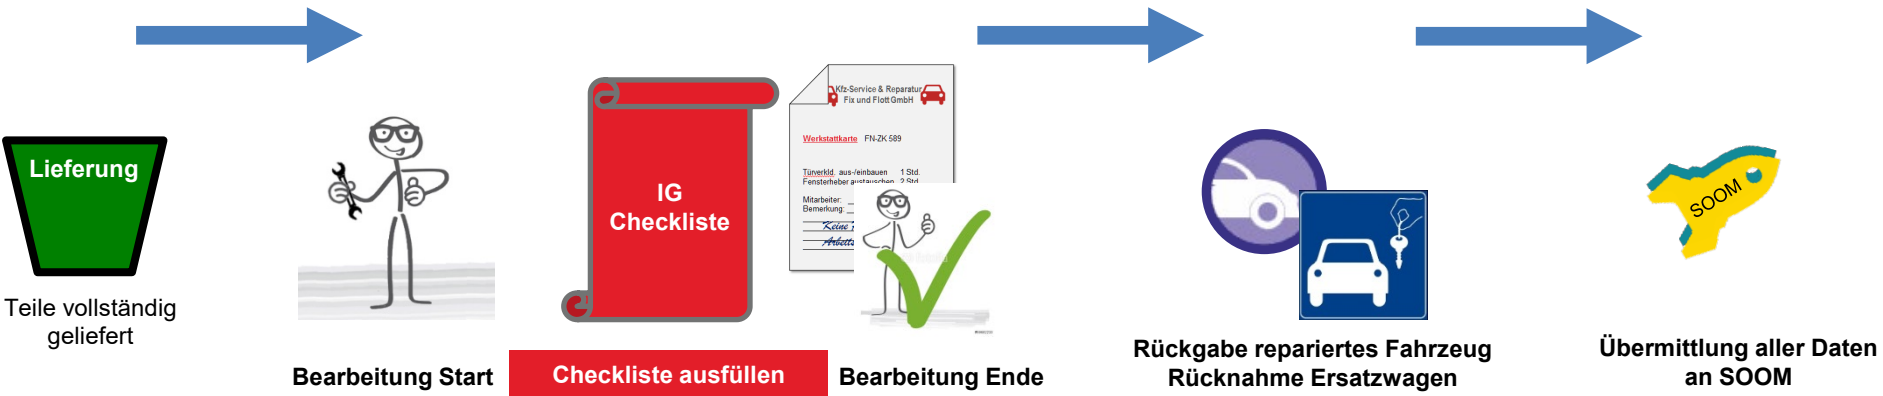 Lieferung
Teile vollständig
geliefert
Bearbeitung Start
IG
Checkliste
Checkliste ausfüllen
Kfz-Service & Reparatur
Fix und Flott GmbH
Werkstattkarte FN-ZK 589
Türverkld. aus-/einbauen 1 Std.
Fensterheber austauschen 2 Std.
Mitarbeiter:
Bemerkung:
Keine
Bearbeitung Ende
Rückgabe repariertes Fahrzeug
Rücknahme Ersatzwagen
SOOM
Übermittlung aller Daten
an SOOM